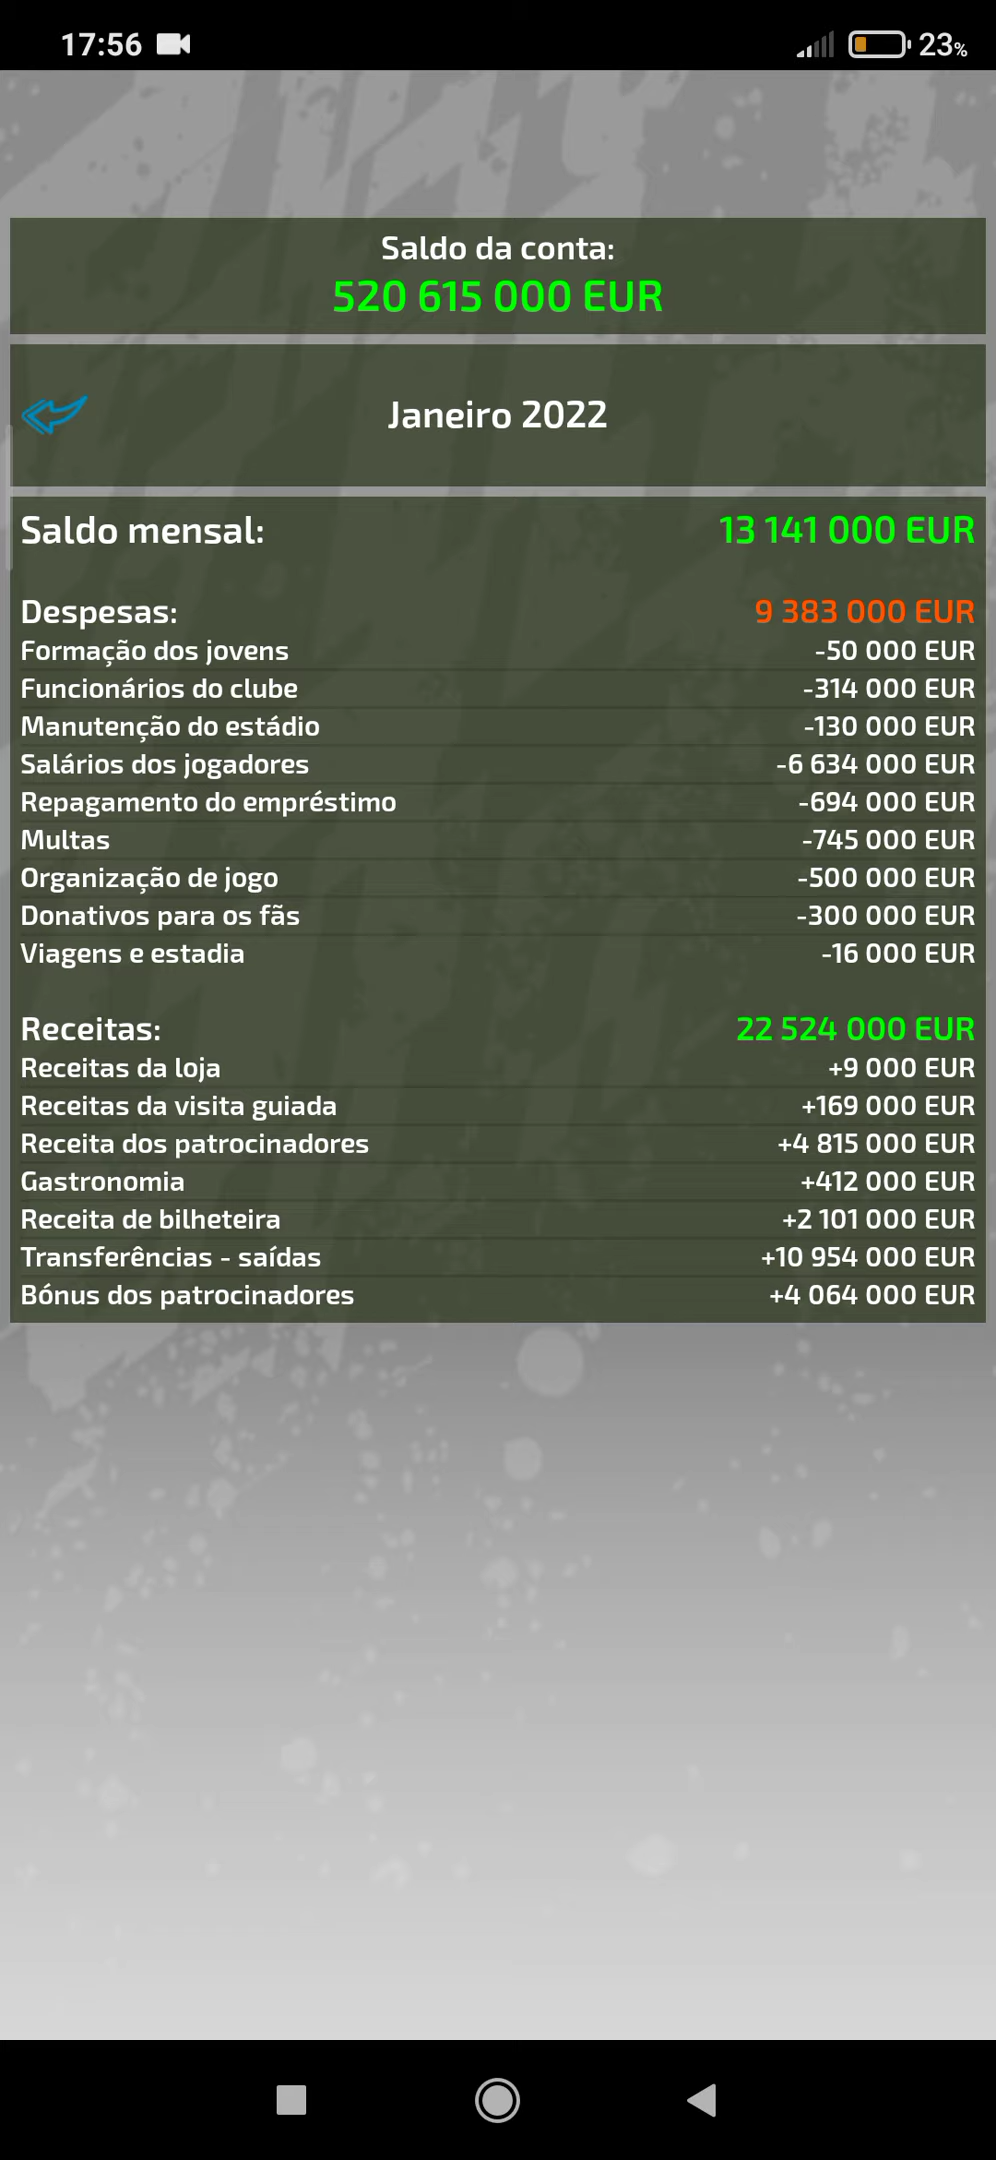 17:56
23%
Saldo da conta:
520 615 000 EUR
Janeiro 2022
Saldo mensal: 13 141 000 EUR
Despesas: 9 383 000 EUR
Formação dos jovens -50 000 EUR
Funcionários do clube -314 000 EUR
Manutenção do estádio -130 000 EUR
Salários dos jogadores -6 634 000 EUR
Repagamento do empréstimo -694 000 EUR
Multas -745 000 EUR
Organização de jogo -500 000 EUR
Donativos para os fãs -300 000 EUR
Viagens e estadia -16 000 EUR
Receitas: 22 524 000 EUR
Receitas da loja +9 000 EUR
Receitas da visita guiada +169 000 EUR
Receita dos patrocinadores +4 815 000 EUR
Gastronomia +412 000 EUR
Receita de bilheteira +2 101 000 EUR
Transferências - saídas +10 954 000 EUR
Bónus dos patrocinadores +4 064 000 EUR